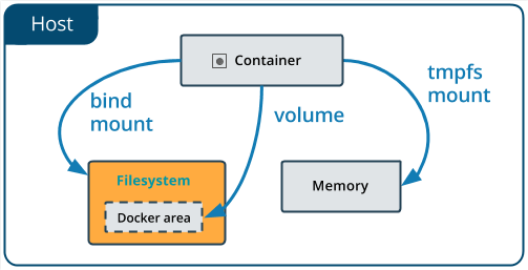 Host
Container
bind
mount
volume
tmpfs
mount
Filesystem
Docker area
Memory